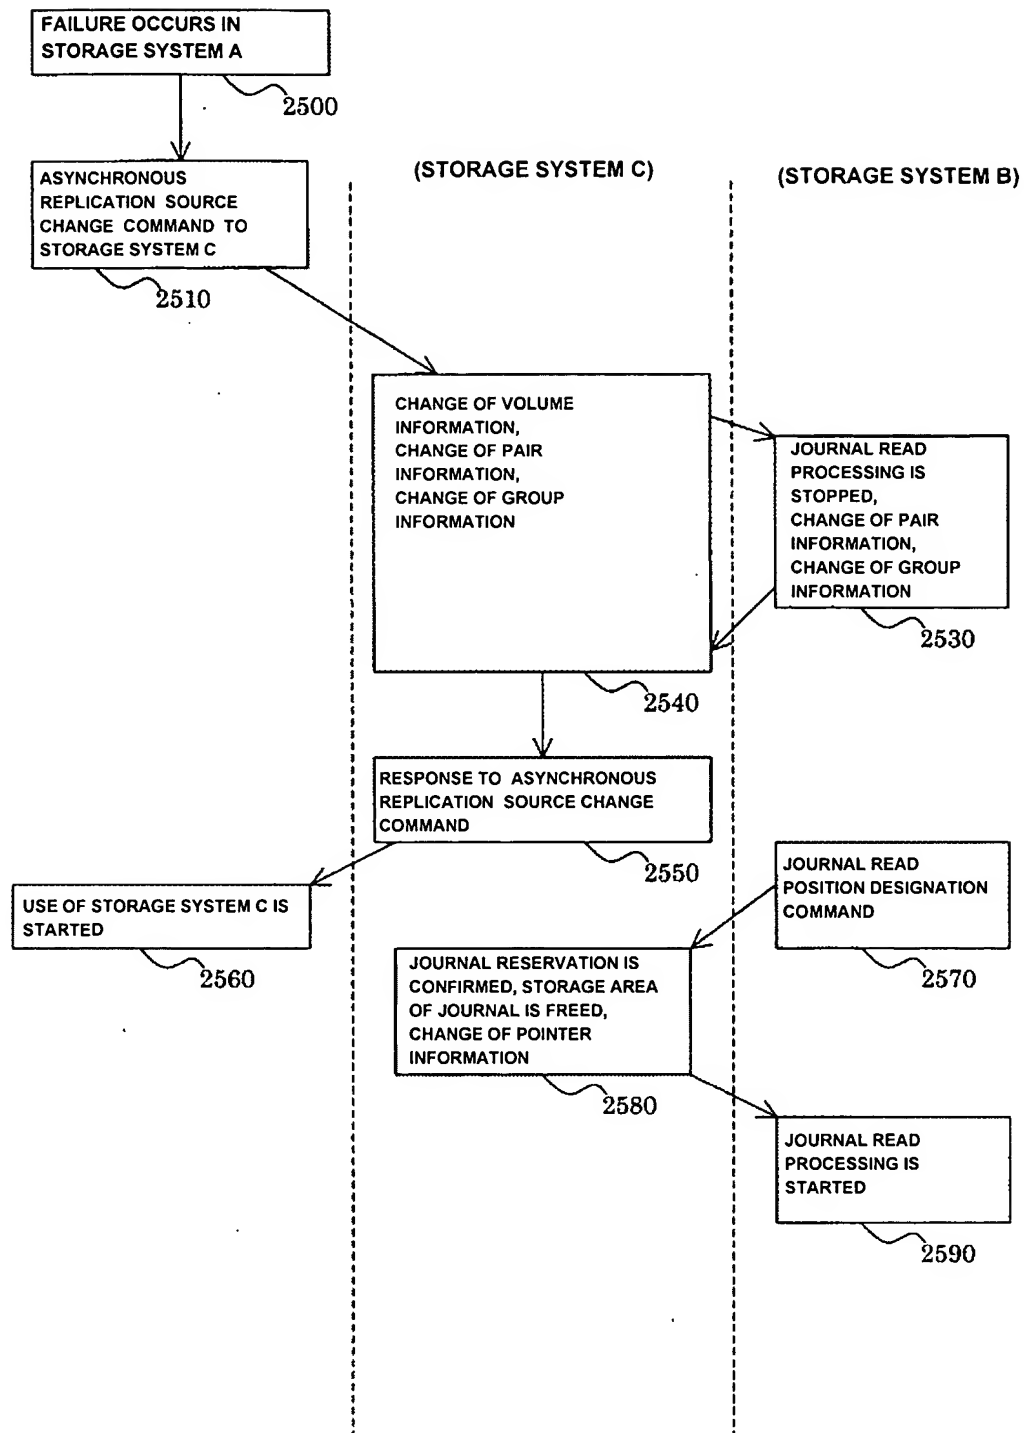 FAILURE OCCURS IN
STORAGE SYSTEM A
2500
ASYNCHRONOUS
REPLICATION SOURCE
CHANGE COMMAND TO
STORAGE SYSTEM C
2510
(STORAGE SYSTEM C)
(STORAGE SYSTEM B)
CHANGE OF VOLUME
INFORMATION,
CHANGE OF PAIR
INFORMATION,
CHANGE OF GROUP
INFORMATION
2540
JOURNAL READ
PROCESSING IS
STOPPED,
CHANGE OF PAIR
INFORMATION,
CHANGE OF GROUP
INFORMATION
2530
RESPONSE TO ASYNCHRONOUS
REPLICATION SOURCE CHANGE
COMMAND
2550
USE OF STORAGE SYSTEM C IS
STARTED
2560
JOURNAL READ
POSITION DESIGNATION
COMMAND
2570
JOURNAL RESERVATION IS
CONFIRMED, STORAGE AREA
OF JOURNAL IS FREED,
CHANGE OF POINTER
INFORMATION
2580
JOURNAL READ
PROCESSING IS
STARTED
2590